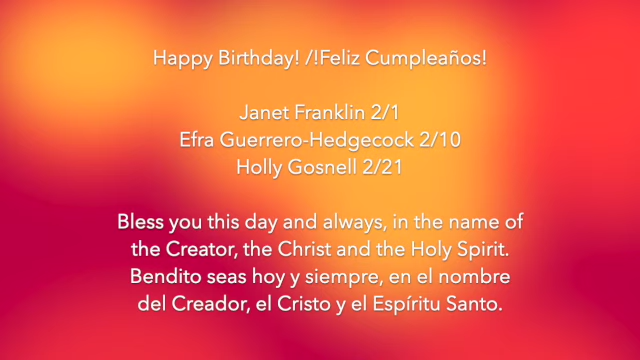 Happy Birthday! /!Feliz Cumpleaños!
Janet Franklin 2/1
Efra Guerrero-Hedgecock 2/10
Holly Gosnell 2/21
Bless you this day and always, in the name of
the Creator, the Christ and the Holy Spirit.
Bendito seas hoy y siempre, en el nombre
del Creador, el Cristo y el Espíritu Santo.